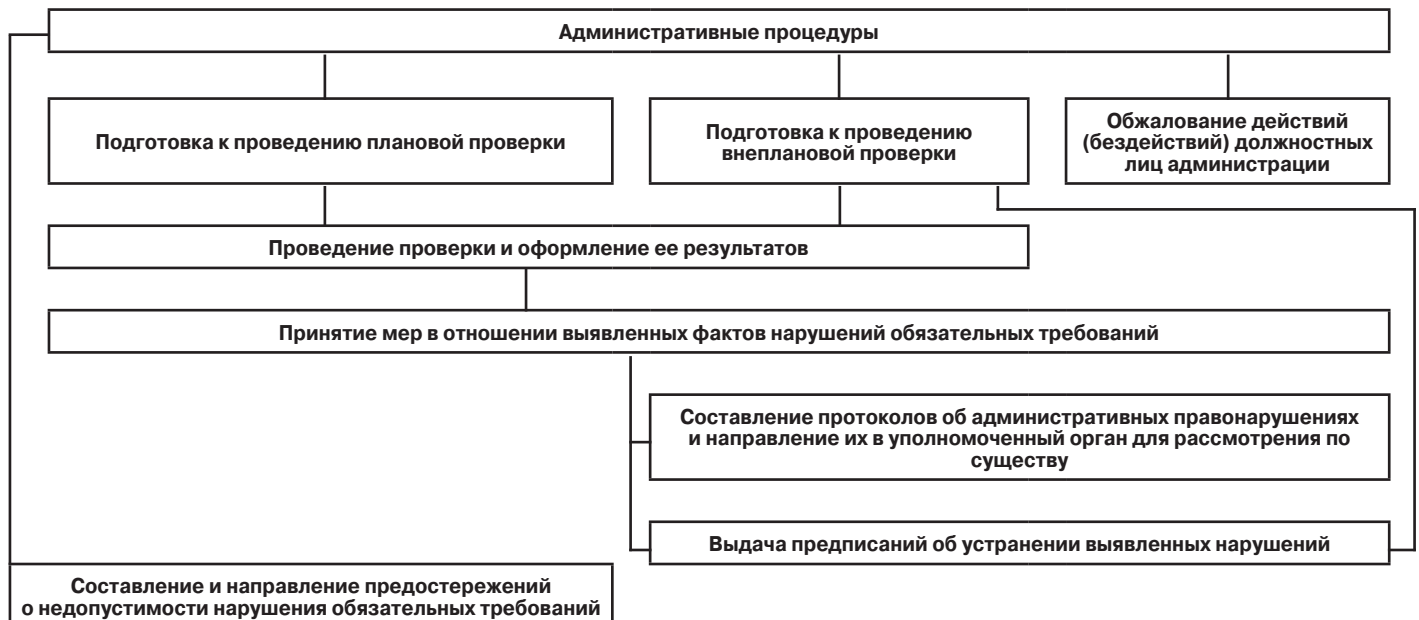 Административные процедуры
Подготовка к проведению плановой проверки
Подготовка к проведению
внеплановой проверки
Обжалование действий
(бездействий) должностных
лиц администрации
Проведение проверки и оформление ее результатов
Принятие мер в отношении выявленных фактов нарушений обязательных требований
Составление протоколов об административных правонарушениях
и направление их в уполномоченный орган для рассмотрения по
существу
Выдача предписаний об устранении выявленных нарушений
Составление и направление предостережений
о недопустимости нарушения обязательных требований